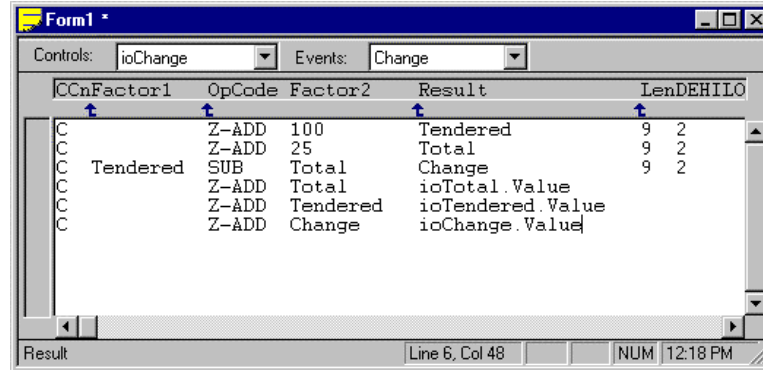 Form1 *
Controls: ioChange Events: Change
CCnFactor1 OpCode Factor2 Result LenDEHILO
C Z-ADD 100 Tendered 9 2
C Z-ADD 25 Total 9 2
C Tendered SUB Total Change 9 2
C Z-ADD Total ioTotal.Value
C Z-ADD Tendered ioTendered.Value
C Z-ADD Change ioChange.Value
Result Line 6, Col 48 NUM 12:18 PM